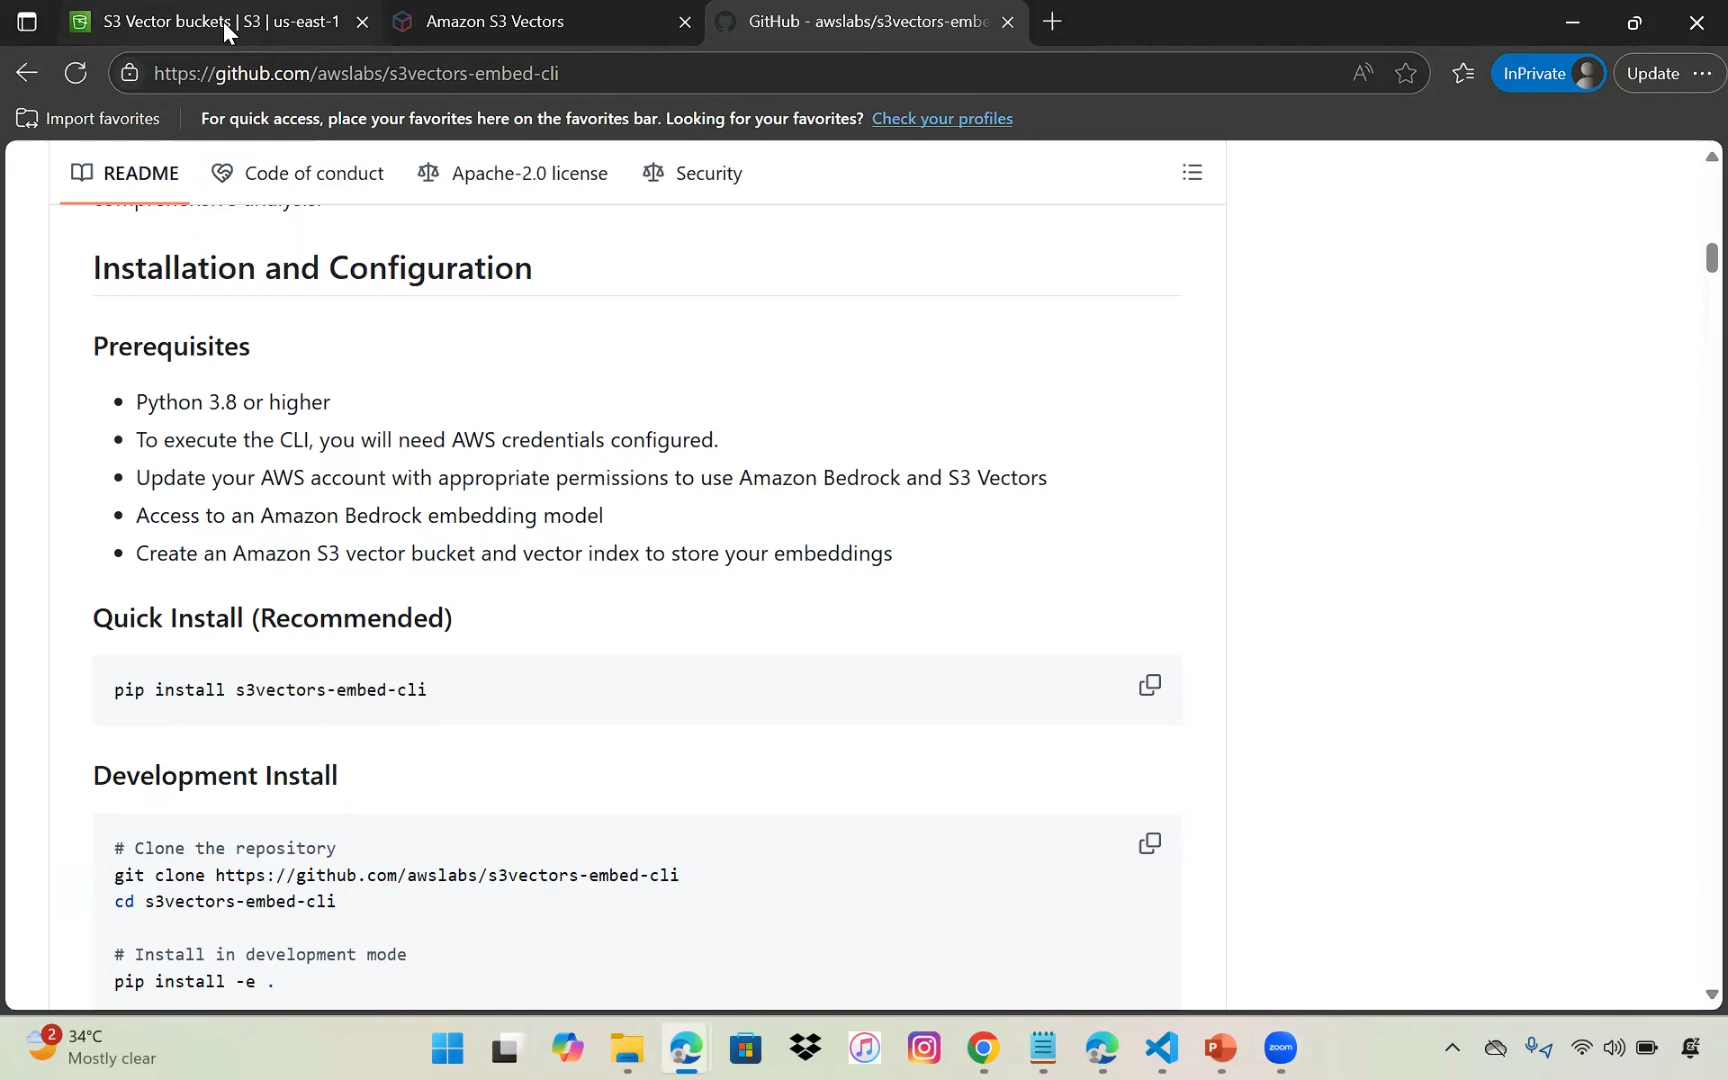 S3 Vector buckets | S3 | us-east-1
Amazon S3 Vectors
GitHub - awslabs/s3vectors-embe
https://github.com/awslabs/s3vectors-embed-cli
InPrivate
Update
Import favorites
For quick access, place your favorites here on the favorites bar. Looking for your favorites? Check your profiles
README
Code of conduct
Apache-2.0 license
Security
comprehensive analysis.
Installation and Configuration
Prerequisites
Python 3.8 or higher
To execute the CLI, you will need AWS credentials configured.
Update your AWS account with appropriate permissions to use Amazon Bedrock and S3 Vectors
Access to an Amazon Bedrock embedding model
Create an Amazon S3 vector bucket and vector index to store your embeddings
Quick Install (Recommended)
pip install s3vectors-embed-cli
Development Install
# Clone the repository
git clone https://github.com/awslabs/s3vectors-embed-cli
cd s3vectors-embed-cli
# Install in development mode
pip install -e .
2
34°C
Mostly clear
zoom